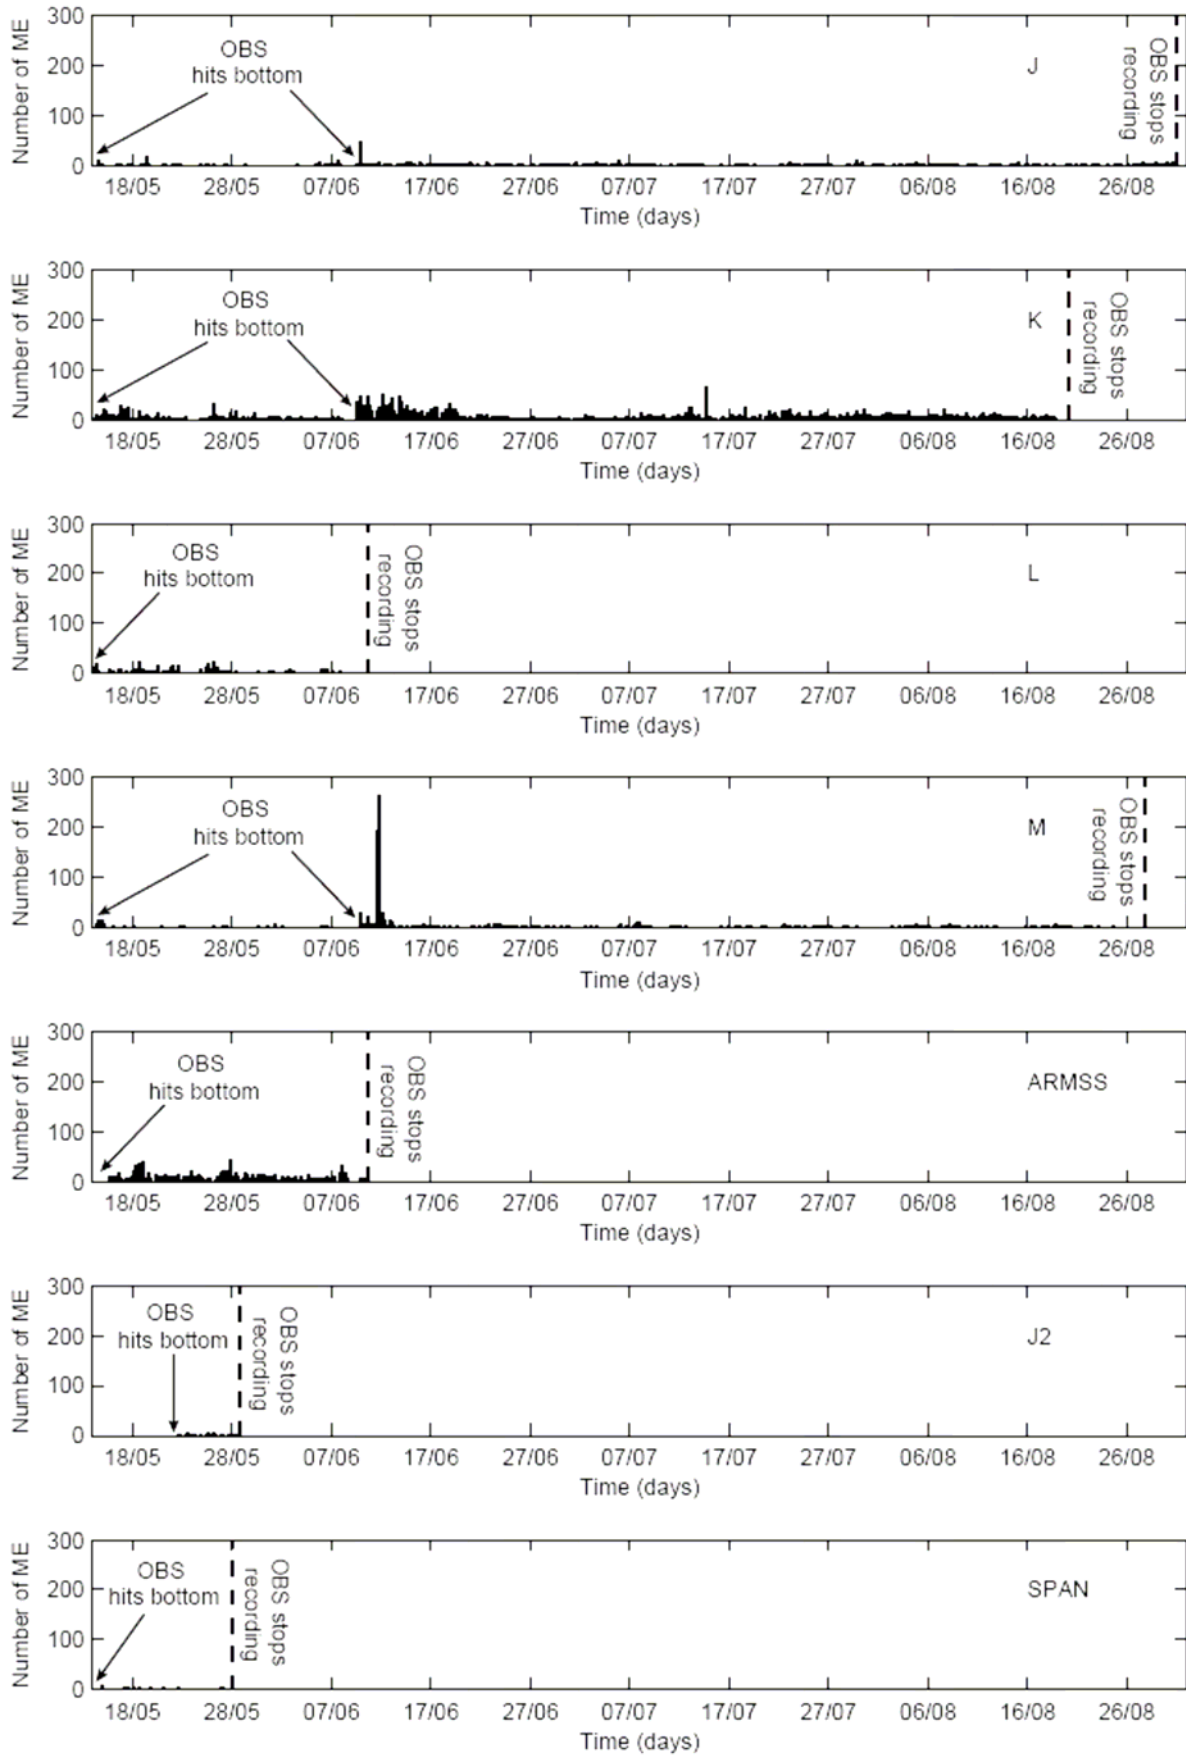 Number of ME
300
200
100
0
OBS
hits bottom
J
OBS stops
recording
18/05 28/05 07/06 17/06 27/06 07/07 17/07 27/07 06/08 16/08 26/08
Time (days)
Number of ME
300
200
100
0
OBS
hits bottom
K
OBS stops
recording
18/05 28/05 07/06 17/06 27/06 07/07 17/07 27/07 06/08 16/08 26/08
Time (days)
Number of ME
300
200
100
0
OBS
hits bottom
OBS stops
recording
L
18/05 28/05 07/06 17/06 27/06 07/07 17/07 27/07 06/08 16/08 26/08
Time (days)
Number of ME
300
200
100
0
OBS
hits bottom
M
OBS stops
recording
18/05 28/05 07/06 17/06 27/06 07/07 17/07 27/07 06/08 16/08 26/08
Time (days)
Number of ME
300
200
100
0
OBS
hits bottom
OBS stops
recording
ARMSS
18/05 28/05 07/06 17/06 27/06 07/07 17/07 27/07 06/08 16/08 26/08
Time (days)
Number of ME
300
200
100
0
OBS
hits bottom
OBS stops
recording
J2
18/05 28/05 07/06 17/06 27/06 07/07 17/07 27/07 06/08 16/08 26/08
Time (days)
Number of ME
300
200
100
0
OBS
hits bottom
OBS stops
recording
SPAN
18/05 28/05 07/06 17/06 27/06 07/07 17/07 27/07 06/08 16/08 26/08
Time (days)